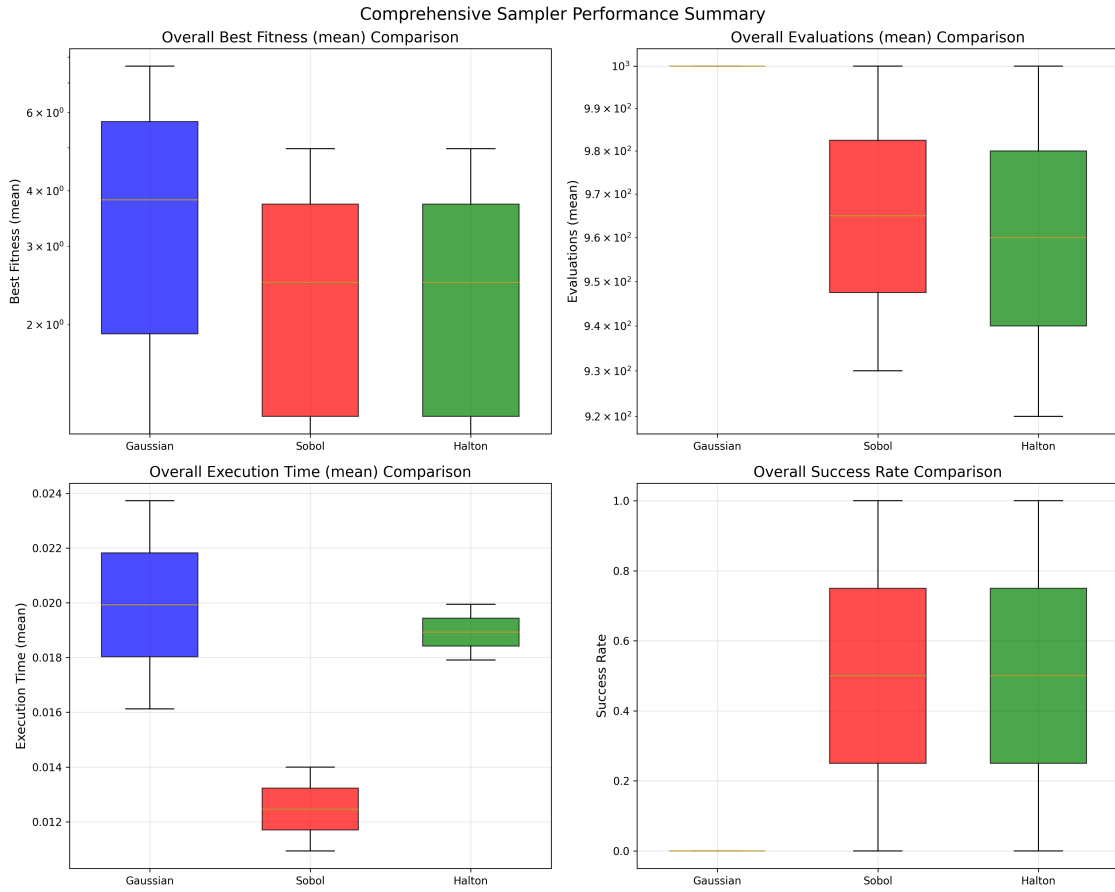 Comprehensive Sampler Performance Summary
Overall Best Fitness (mean) Comparison
Best Fitness (mean)
6 × 10⁰
4 × 10⁰
3 × 10⁰
2 × 10⁰
Gaussian
Sobol
Halton
Overall Evaluations (mean) Comparison
Evaluations (mean)
10³
9.9 × 10²
9.8 × 10²
9.7 × 10²
9.6 × 10²
9.5 × 10²
9.4 × 10²
9.3 × 10²
9.2 × 10²
Gaussian
Sobol
Halton
Overall Execution Time (mean) Comparison
Execution Time (mean)
0.024
0.022
0.020
0.018
0.016
0.014
0.012
Gaussian
Sobol
Halton
Overall Success Rate Comparison
Success Rate
1.0
0.8
0.6
0.4
0.2
0.0
Gaussian
Sobol
Halton